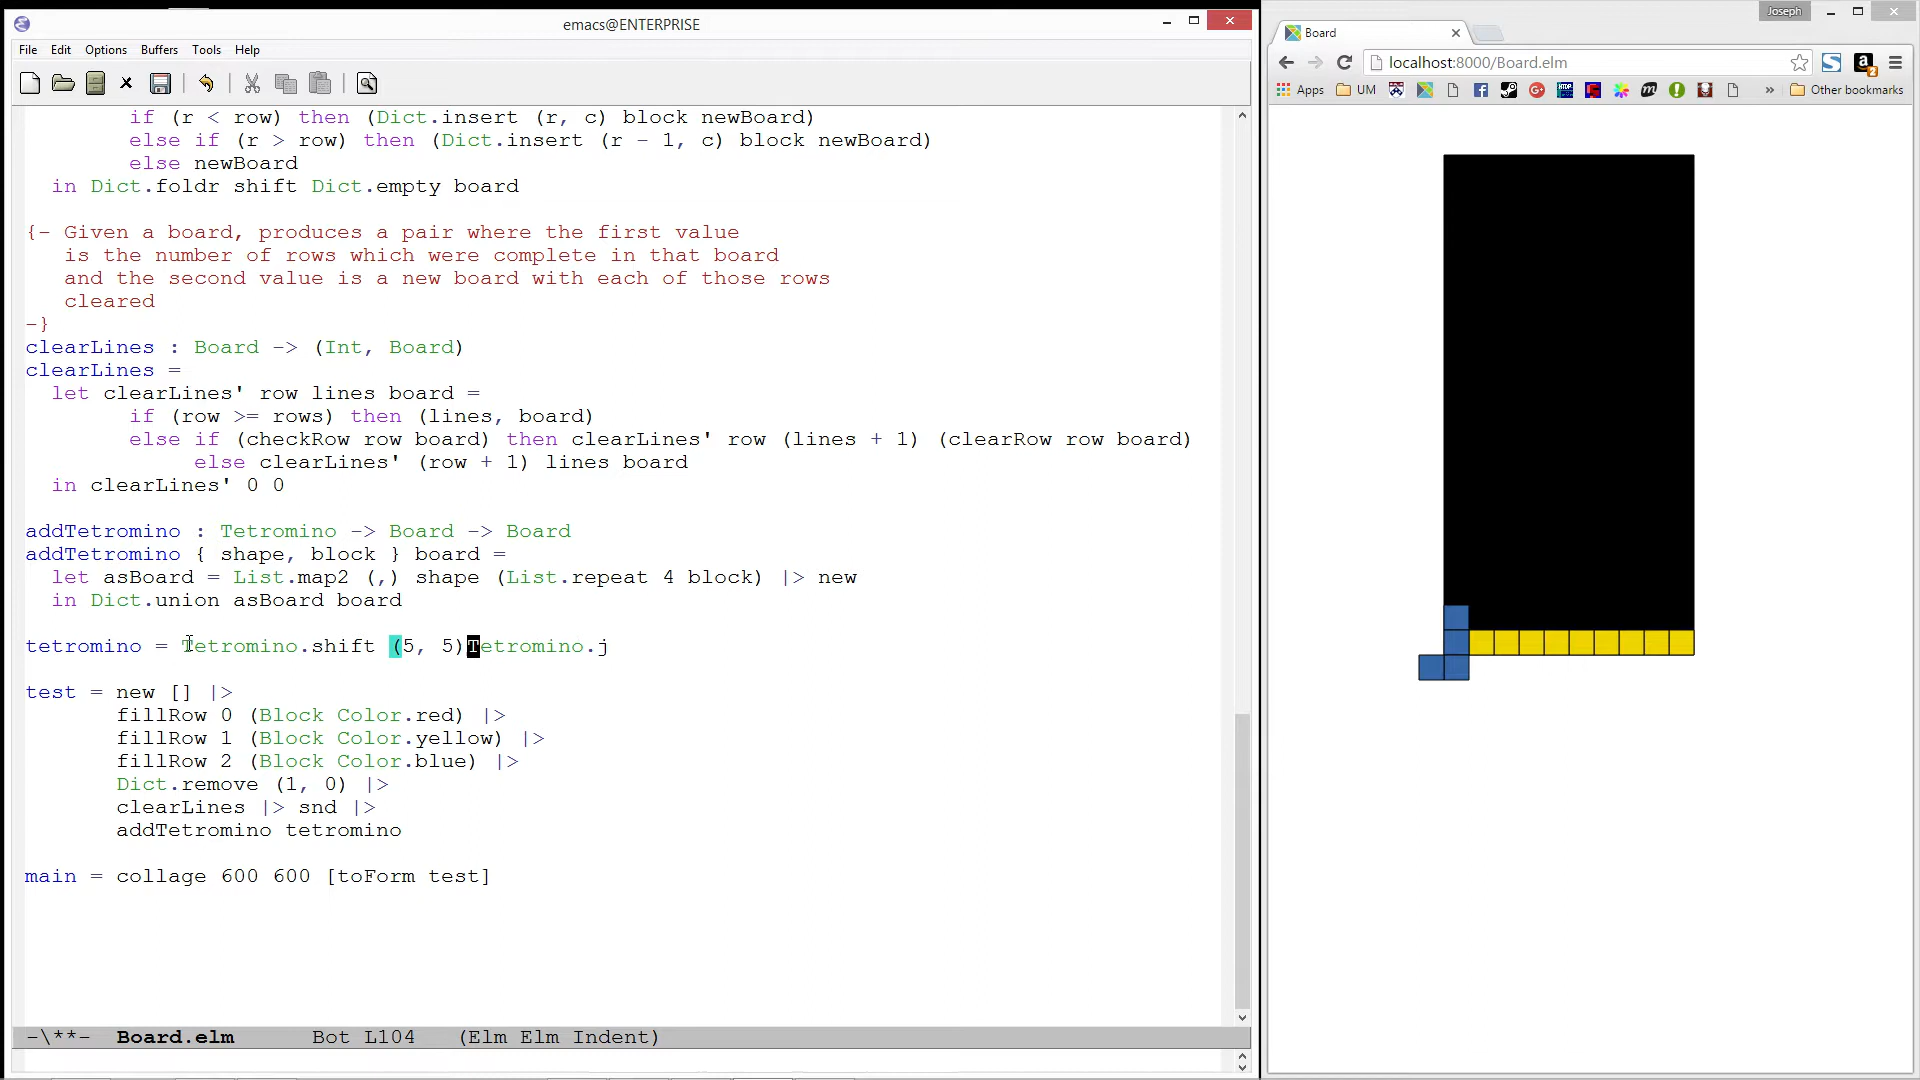 emacs@ENTERPRISE
File Edit Options Buffers Tools Help
if (r < row) then (Dict.insert (r, c) block newBoard)
else if (r > row) then (Dict.insert (r - 1, c) block newBoard)
else newBoard
in Dict.foldr shift Dict.empty board
{- Given a board, produces a pair where the first value
is the number of rows which were complete in that board
and the second value is a new board with each of those rows
cleared
-}
clearLines : Board -> (Int, Board)
clearLines =
let clearLines' row lines board =
if (row >= rows) then (lines, board)
else if (checkRow row board) then clearLines' row (lines + 1) (clearRow row board)
else clearLines' (row + 1) lines board
in clearLines' 0 0
addTetromino : Tetromino -> Board -> Board
addTetromino { shape, block } board =
let asBoard = List.map2 (,) shape (List.repeat 4 block) |> new
in Dict.union asBoard board
tetromino = Tetromino.shift (5, 5)Tetromino.j
test = new [] |>
fillRow 0 (Block Color.red) |>
fillRow 1 (Block Color.yellow) |>
fillRow 2 (Block Color.blue) |>
Dict.remove (1, 0) |>
clearLines |> snd |>
addTetromino tetromino
main = collage 600 600 [toForm test]
-\**- Board.elm Bot L104 (Elm Elm Indent)
Joseph
Board
localhost:8000/Board.elm
Apps UM » Other bookmarks